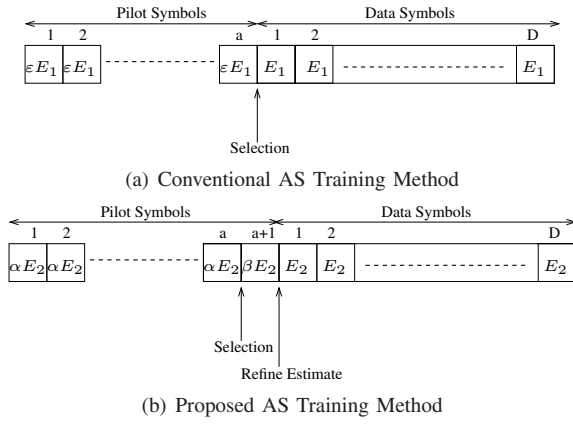 Pilot Symbols Data Symbols
1 2 a 1 2 D
εE₁ εE₁ εE₁ E₁ E₁ E₁
Selection
(a) Conventional AS Training Method
Pilot Symbols Data Symbols
1 2 a a+1 1 2 D
αE₂ αE₂ αE₂ βE₂ E₂ E₂ E₂
Selection
Refine Estimate
(b) Proposed AS Training Method